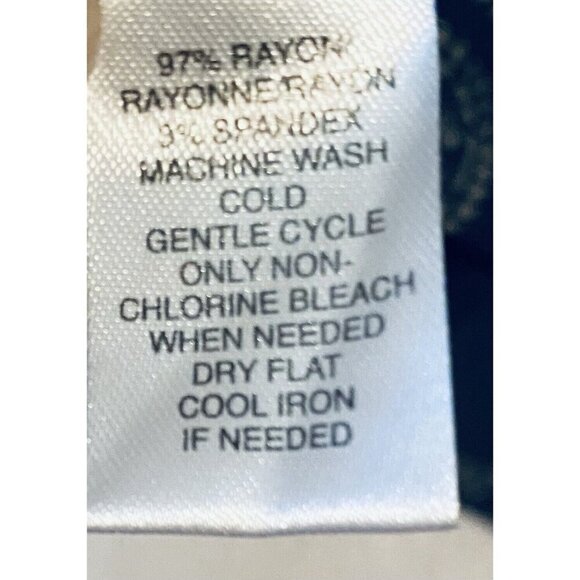 97% RAYON/
RAYONNE/RAYON
3% SPANDEX
MACHINE WASH
COLD
GENTLE CYCLE
ONLY NON-
CHLORINE BLEACH
WHEN NEEDED
DRY FLAT
COOL IRON
IF NEEDED